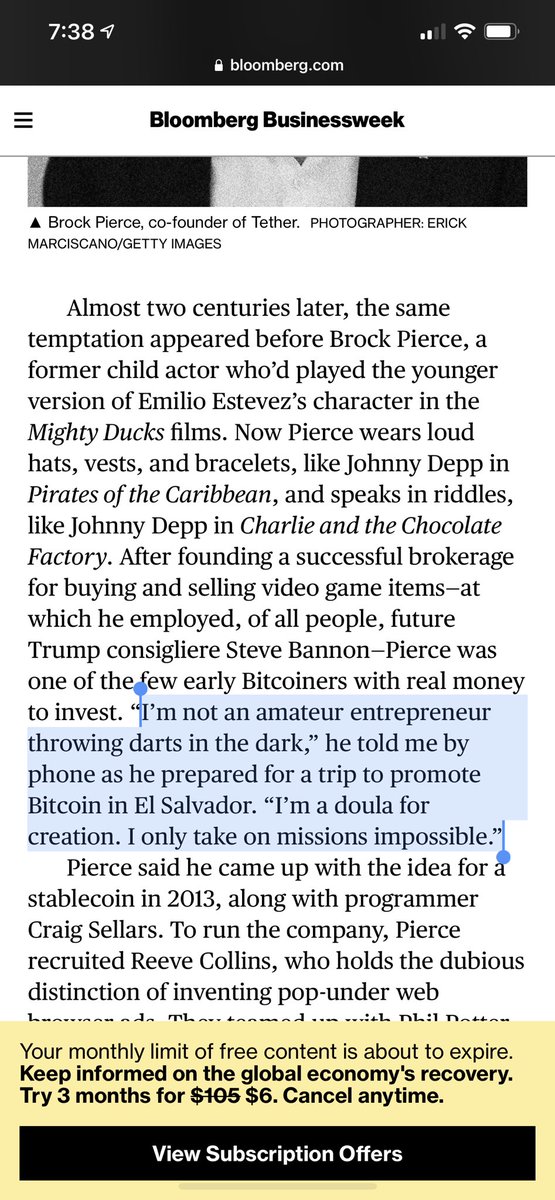 7:38
bloomberg.com
Bloomberg Businessweek
▲ Brock Pierce, co-founder of Tether. PHOTOGRAPHER: ERICK
MARCISCANO/GETTY IMAGES
Almost two centuries later, the same
temptation appeared before Brock Pierce, a
former child actor who’d played the younger
version of Emilio Estevez’s character in the
Mighty Ducks films. Now Pierce wears loud
hats, vests, and bracelets, like Johnny Depp in
Pirates of the Caribbean, and speaks in riddles,
like Johnny Depp in Charlie and the Chocolate
Factory. After founding a successful brokerage
for buying and selling video game items—at
which he employed, of all people, future
Trump consigliere Steve Bannon—Pierce was
one of the few early Bitcoiners with real money
to invest. “I’m not an amateur entrepreneur
throwing darts in the dark,” he told me by
phone as he prepared for a trip to promote
Bitcoin in El Salvador. “I’m a doula for
creation. I only take on missions impossible.”
Pierce said he came up with the idea for a
stablecoin in 2013, along with programmer
Craig Sellars. To run the company, Pierce
recruited Reeve Collins, who holds the dubious
distinction of inventing pop-under web
browser ads. They teamed up with Phil Potter,
Your monthly limit of free content is about to expire.
Keep informed on the global economy's recovery.
Try 3 months for $105 $6. Cancel anytime.
View Subscription Offers